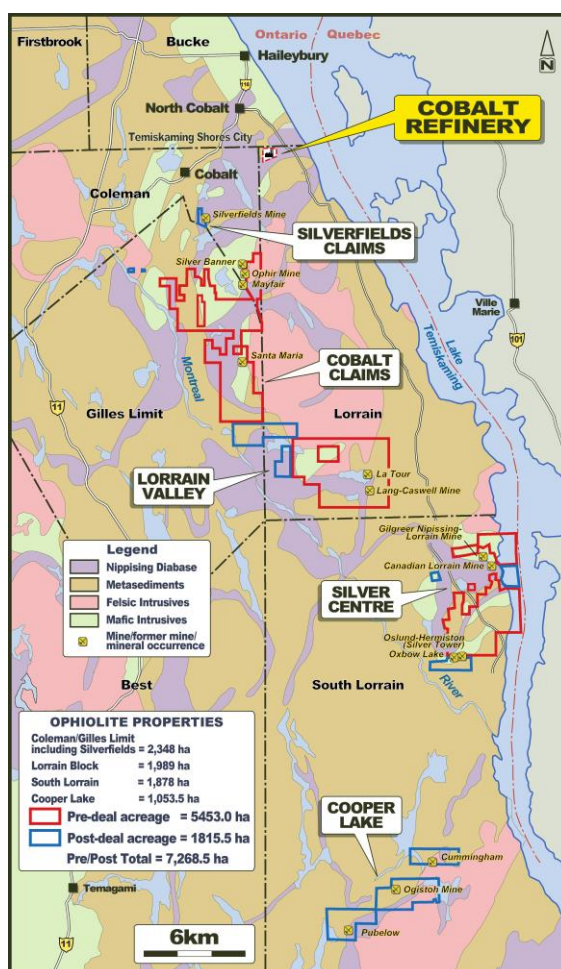 Firstbrook
Bucke
Ontario
Quebec
Haileybury
N
11B
North Cobalt
COBALT
REFINERY
Temiskaming Shores City
Cobalt
Coleman
Silverfields Mine
SILVERFIELDS
CLAIMS
Silver Banner
Ophir Mine
Mayfair
Ville
Marie
Lake
Temiskaming
101
Santa Maria
COBALT
CLAIMS
Montreal
11
Gilles Limit
Lorrain
LORRAIN
VALLEY
La Tour
Lang-Caswell Mine
Gilgreer Nipissing-
Lorrain Mine
Canadian Lorrain Mine
Legend
Nippising Diabase
Metasediments
Felsic Intrusives
Mafic Intrusives
Mine/former mine/
mineral occurrence
SILVER
CENTRE
Oslund-Hermiston
(Silver Tower)
Oxbow Lake
River
Best
South Lorrain
OPHIOLITE PROPERTIES
Coleman/Gilles Limit
including Silverfields = 2,348 ha
Lorrain Block = 1,989 ha
South Lorrain = 1,878 ha
Cooper Lake = 1,053.5 ha
Pre-deal acreage = 5453.0 ha
Post-deal acreage = 1815.5 ha
Pre/Post Total = 7,268.5 ha
COOPER
LAKE
Cummingham
Ogistoh Mine
Temagami
Pubelow
11
6km